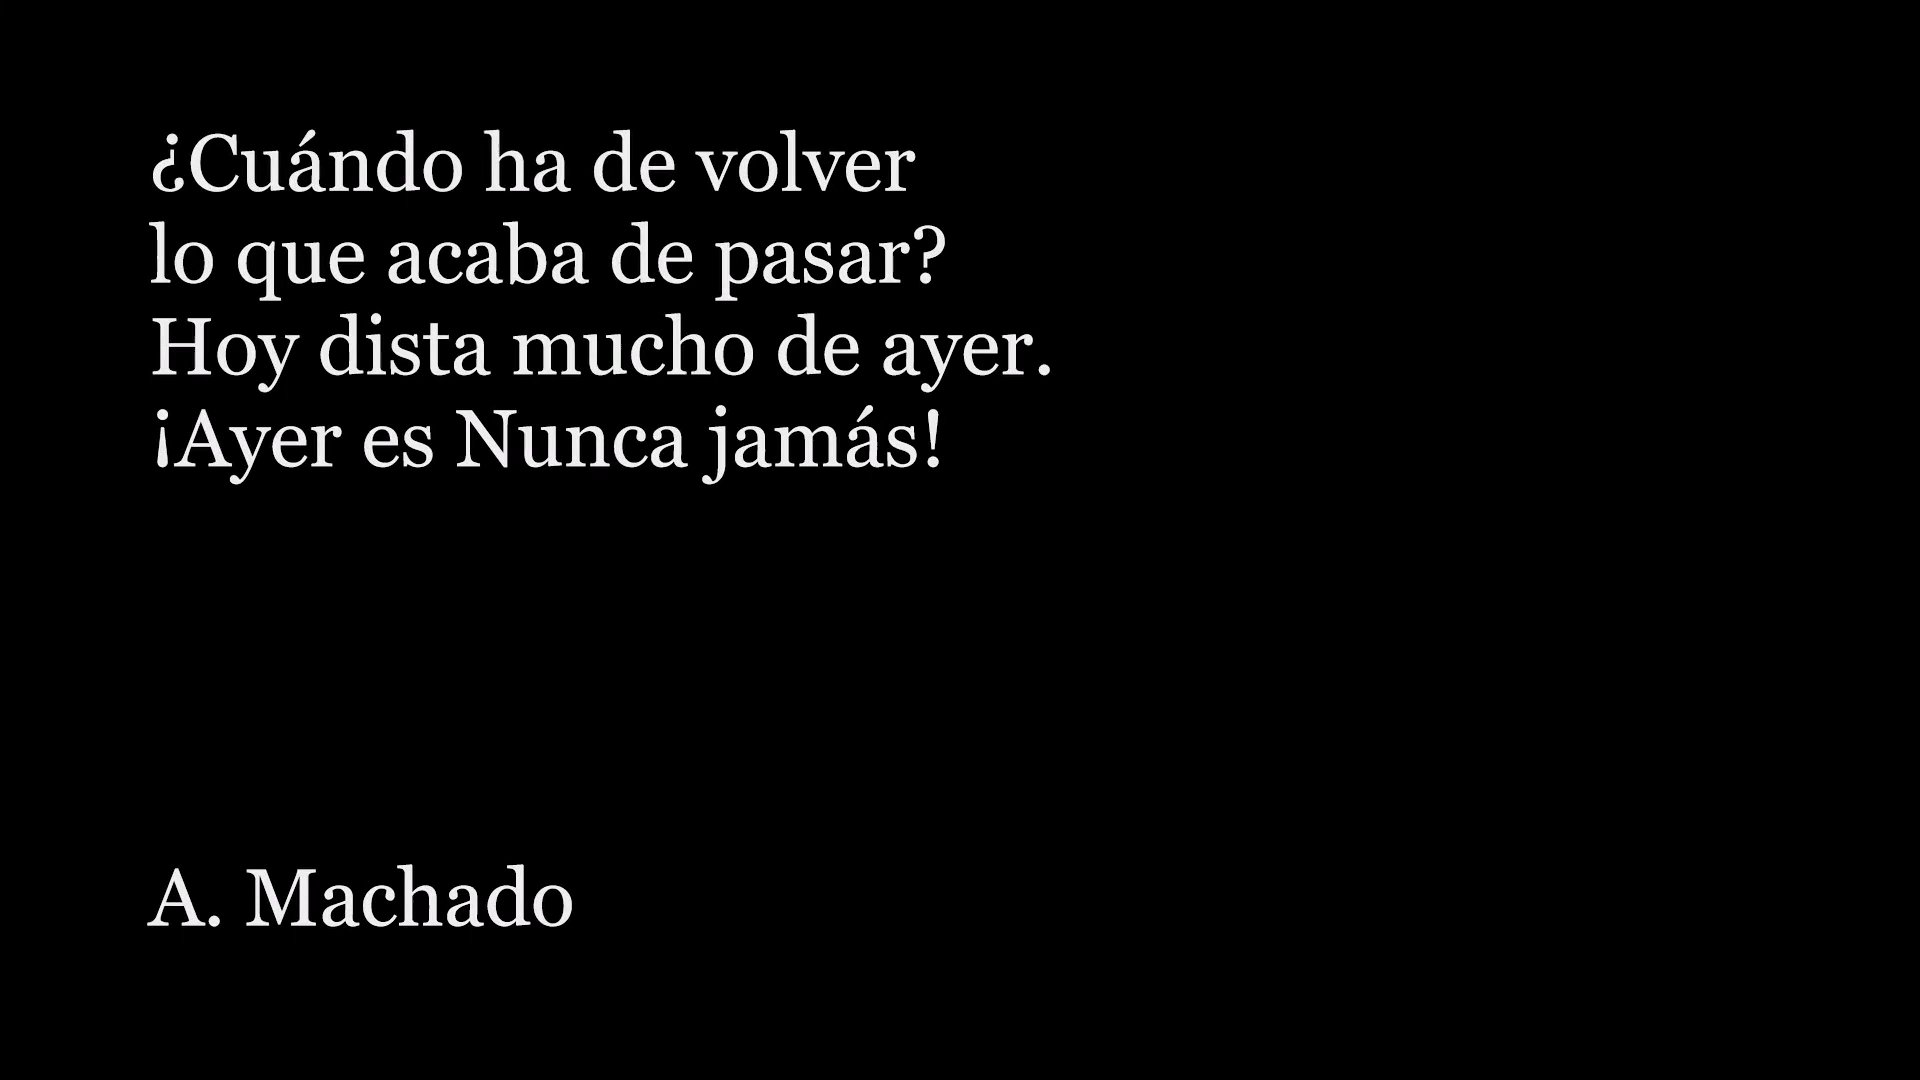 ¿Cuándo ha de volver
lo que acaba de pasar?
Hoy dista mucho de ayer.
¡Ayer es Nunca jamás!
A. Machado